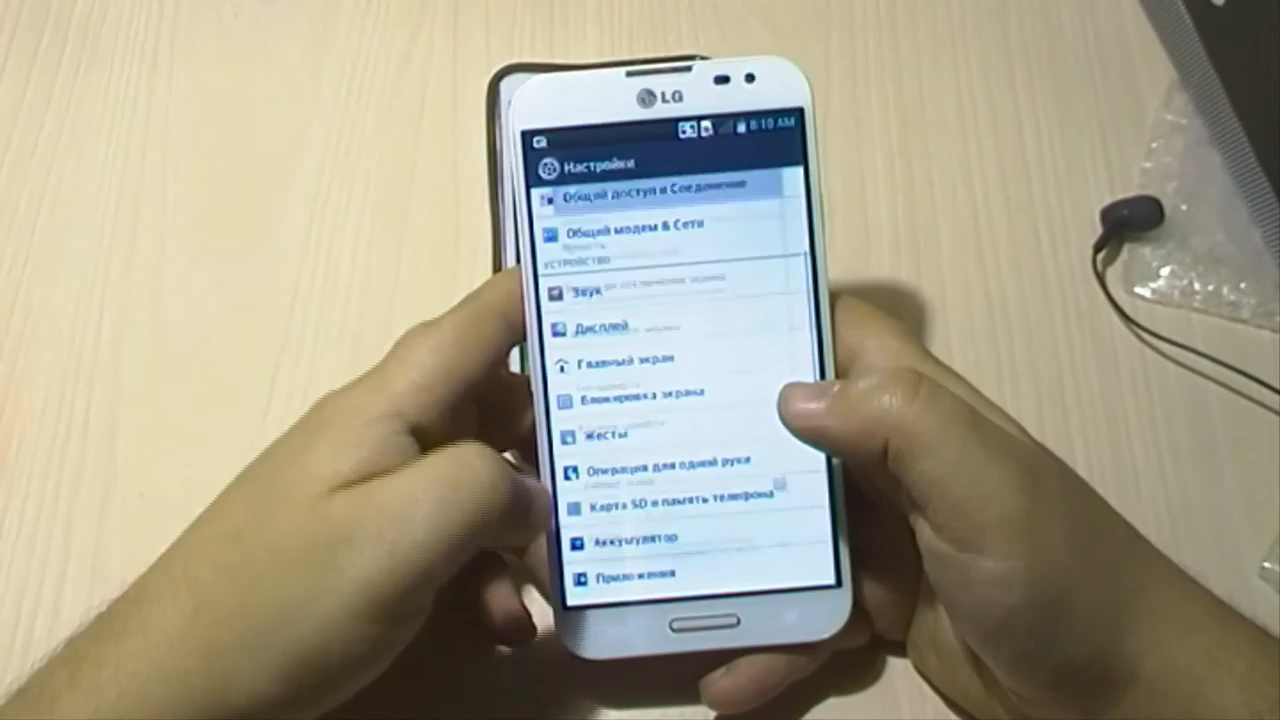 LG
8:10 AM
Настройки
Общий доступ и Соединение
Общий модем & Сети
УСТРОЙСТВО
Звук
Дисплей
Главный экран
Блокировка экрана
Жесты
Операция для одной руки
Карта SD и память телефона
Аккумулятор
Приложения